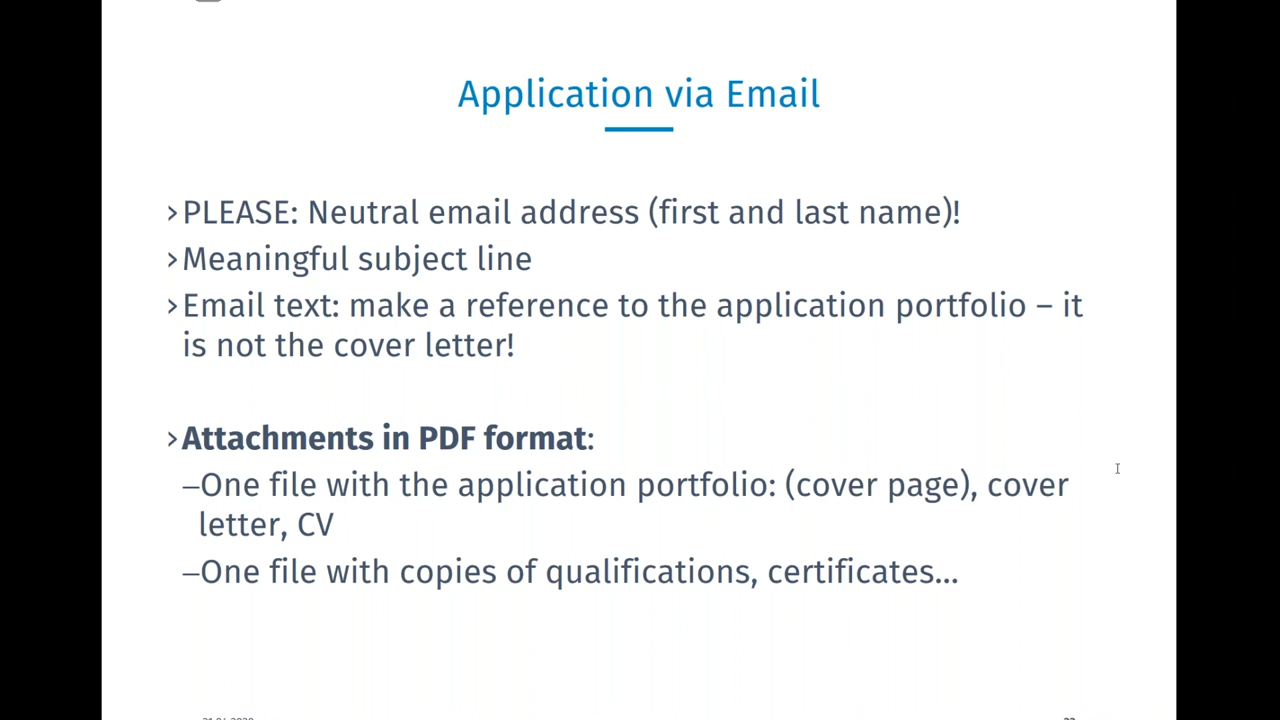 Application via Email
›PLEASE: Neutral email address (first and last name)!
›Meaningful subject line
›Email text: make a reference to the application portfolio – it
is not the cover letter!
›Attachments in PDF format:
–One file with the application portfolio: (cover page), cover
letter, CV
–One file with copies of qualifications, certificates...